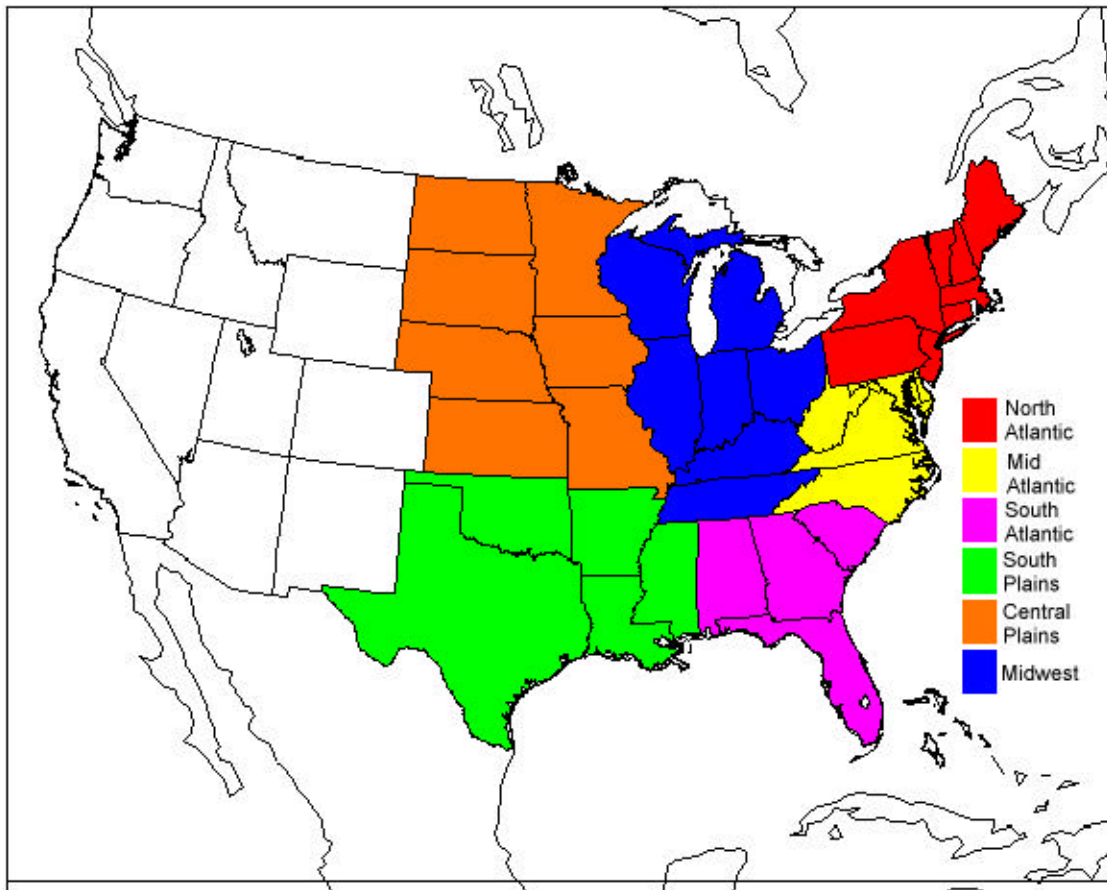 North
Atlantic
Mid
Atlantic
South
Atlantic
South
Plains
Central
Plains
Midwest